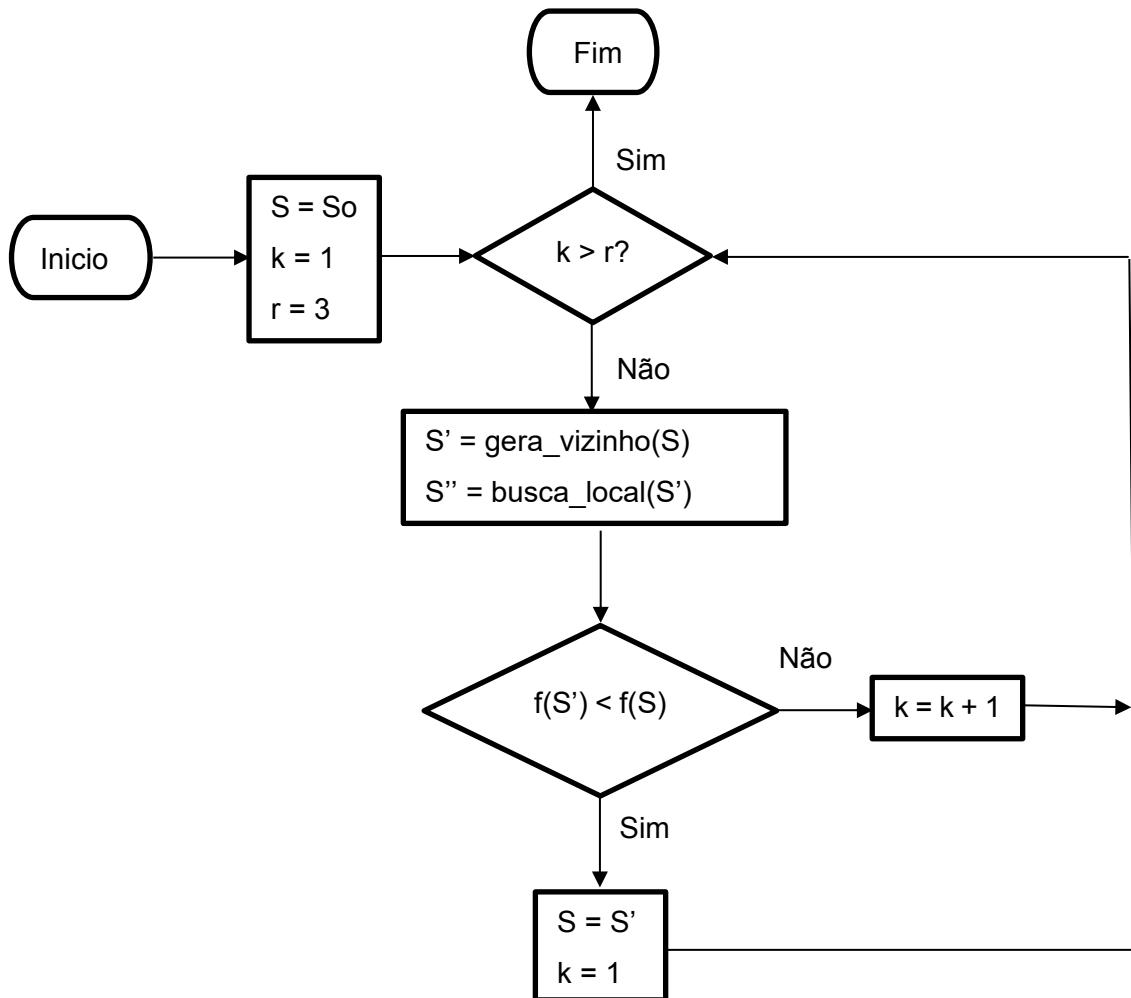 Fim
Sim
S = So
k = 1
r = 3
Inicio
k > r?
Não
S’ = gera_vizinho(S)
S’’ = busca_local(S’)
Não
f(S’) < f(S)
k = k + 1
Sim
S = S’
k = 1